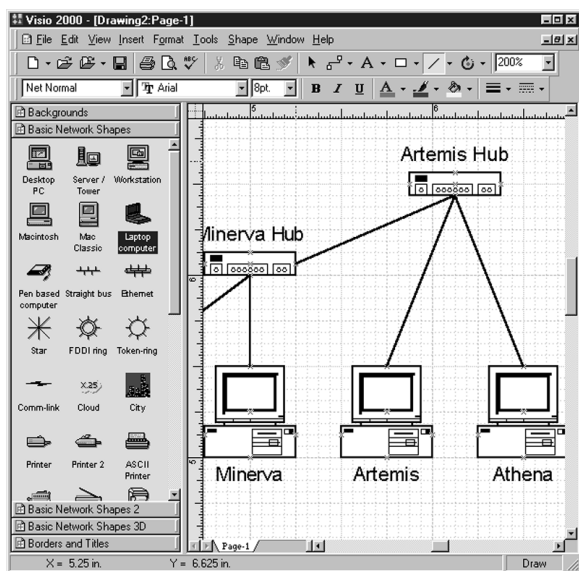 Visio 2000 - [Drawing2:Page-1]
File Edit View Insert Format Tools Shape Window Help
ABC
A
200%
Net Normal
Arial
8pt.
B I U A
Backgrounds
Basic Network Shapes
Desktop PC
Server / Tower
Workstation
Macintosh
Mac Classic
Laptop computer
Pen based computer
Straight bus
Ethernet
Star
FDDI ring
Token-ring
Comm-link
X.25
Cloud
City
Printer
Printer 2
ASCII Printer
Basic Network Shapes 2
Basic Network Shapes 3D
Borders and Titles
5
6
6
5
Artemis Hub
Minerva Hub
Minerva
Artemis
Athena
Page-1
X = 5.25 in.
Y = 6.625 in.
Draw